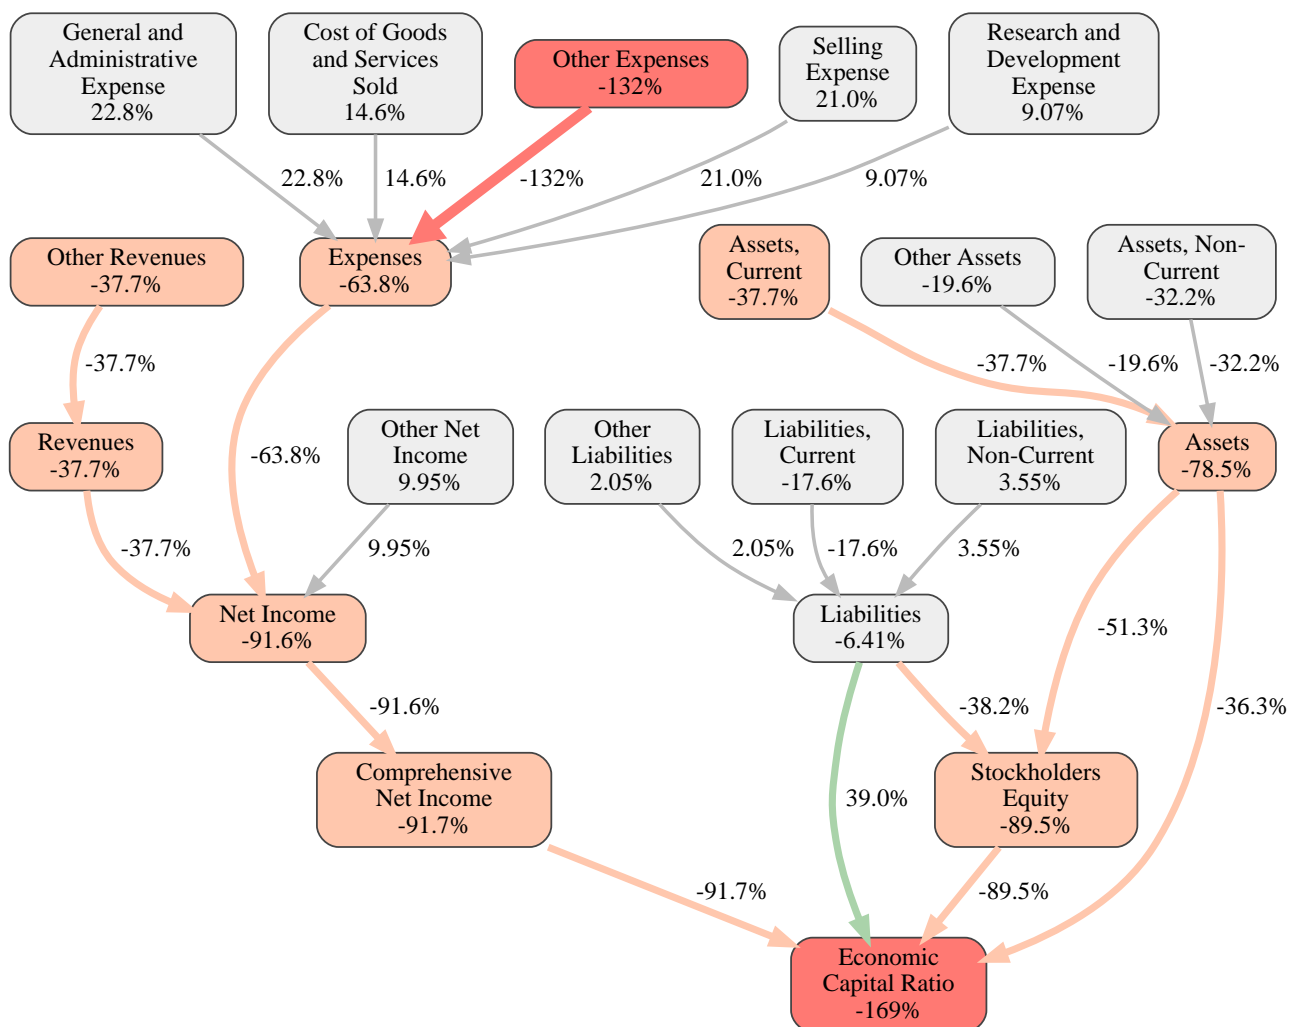 General and
Administrative
Expense
22.8%
Cost of Goods
and Services
Sold
14.6%
Other Expenses
-132%
Selling
Expense
21.0%
Research and
Development
Expense
9.07%
22.8%
14.6%
-132%
21.0%
9.07%
Other Revenues
-37.7%
Expenses
-63.8%
Assets,
Current
-37.7%
Other Assets
-19.6%
Assets, Non-
Current
-32.2%
-37.7%
-37.7%
-19.6%
-32.2%
Revenues
-37.7%
-63.8%
Other Net
Income
9.95%
Other
Liabilities
2.05%
Liabilities,
Current
-17.6%
Liabilities,
Non-Current
3.55%
Assets
-78.5%
-37.7%
9.95%
2.05%
-17.6%
3.55%
Net Income
-91.6%
Liabilities
-6.41%
-51.3%
-91.6%
-38.2%
-36.3%
Comprehensive
Net Income
-91.7%
39.0%
Stockholders
Equity
-89.5%
-91.7%
-89.5%
Economic
Capital Ratio
-169%